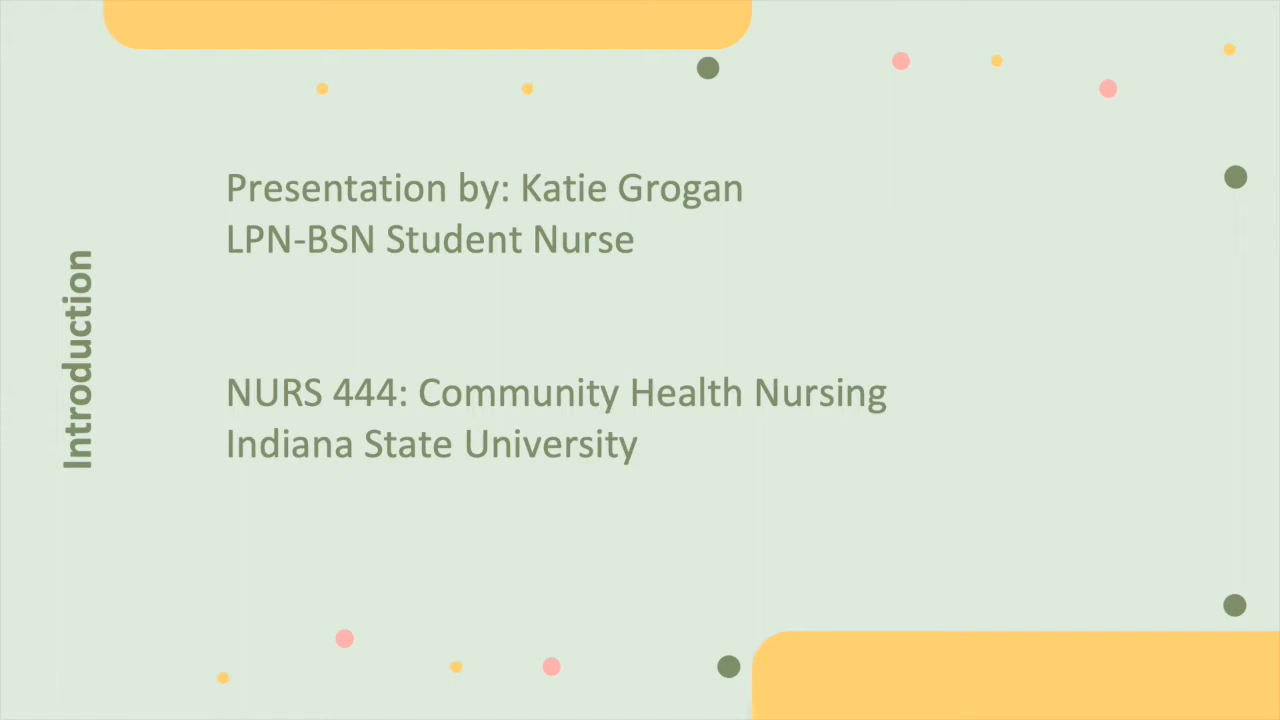 Introduction
Presentation by: Katie Grogan
LPN-BSN Student Nurse
NURS 444: Community Health Nursing
Indiana State University